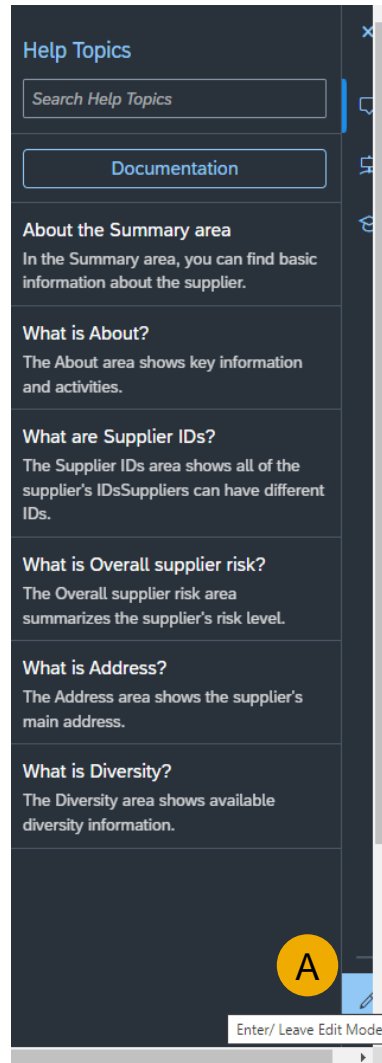 Help Topics
Search Help Topics
Documentation
About the Summary area
In the Summary area, you can find basic
information about the supplier.
What is About?
The About area shows key information
and activities.
What are Supplier IDs?
The Supplier IDs area shows all of the
supplier's IDsSuppliers can have different
IDs.
What is Overall supplier risk?
The Overall supplier risk area
summarizes the supplier's risk level.
What is Address?
The Address area shows the supplier's
main address.
What is Diversity?
The Diversity area shows available
diversity information.
A
Enter/ Leave Edit Mode